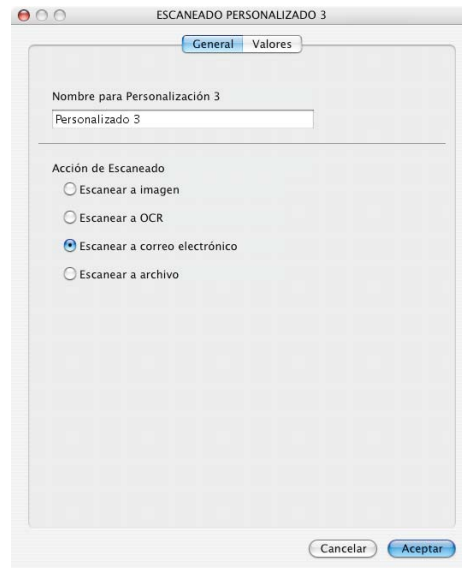 ESCANEADO PERSONALIZADO 3
General Valores
Nombre para Personalización 3
Personalizado 3
Acción de Escaneado
Escanear a imagen
Escanear a OCR
Escanear a correo electrónico
Escanear a archivo
Cancelar Aceptar